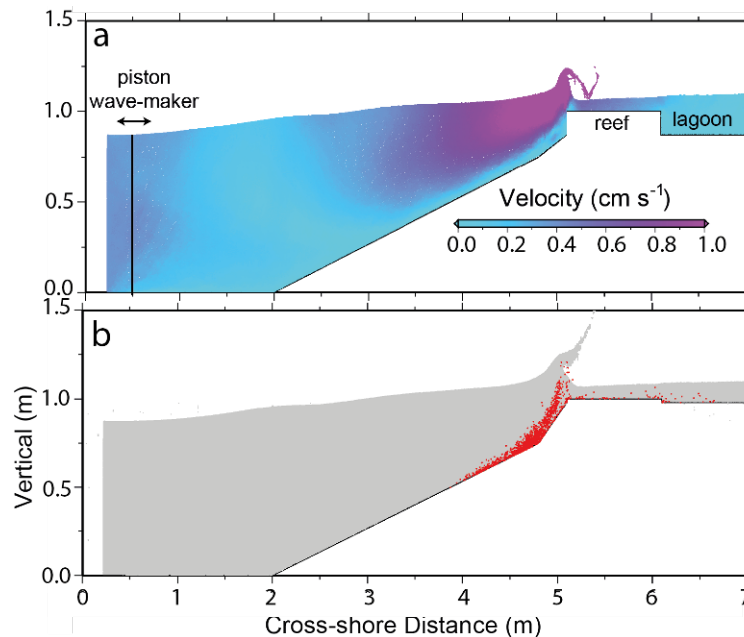 1.5
a
piston
wave-maker
1.0
reef
lagoon
Velocity (cm s⁻¹)
0.5
0.0 0.2 0.4 0.6 0.8 1.0
0.0
1.5
b
1.0
Vertical (m)
0.5
0
0 1 2 3 4 5 6 7
Cross-shore Distance (m)